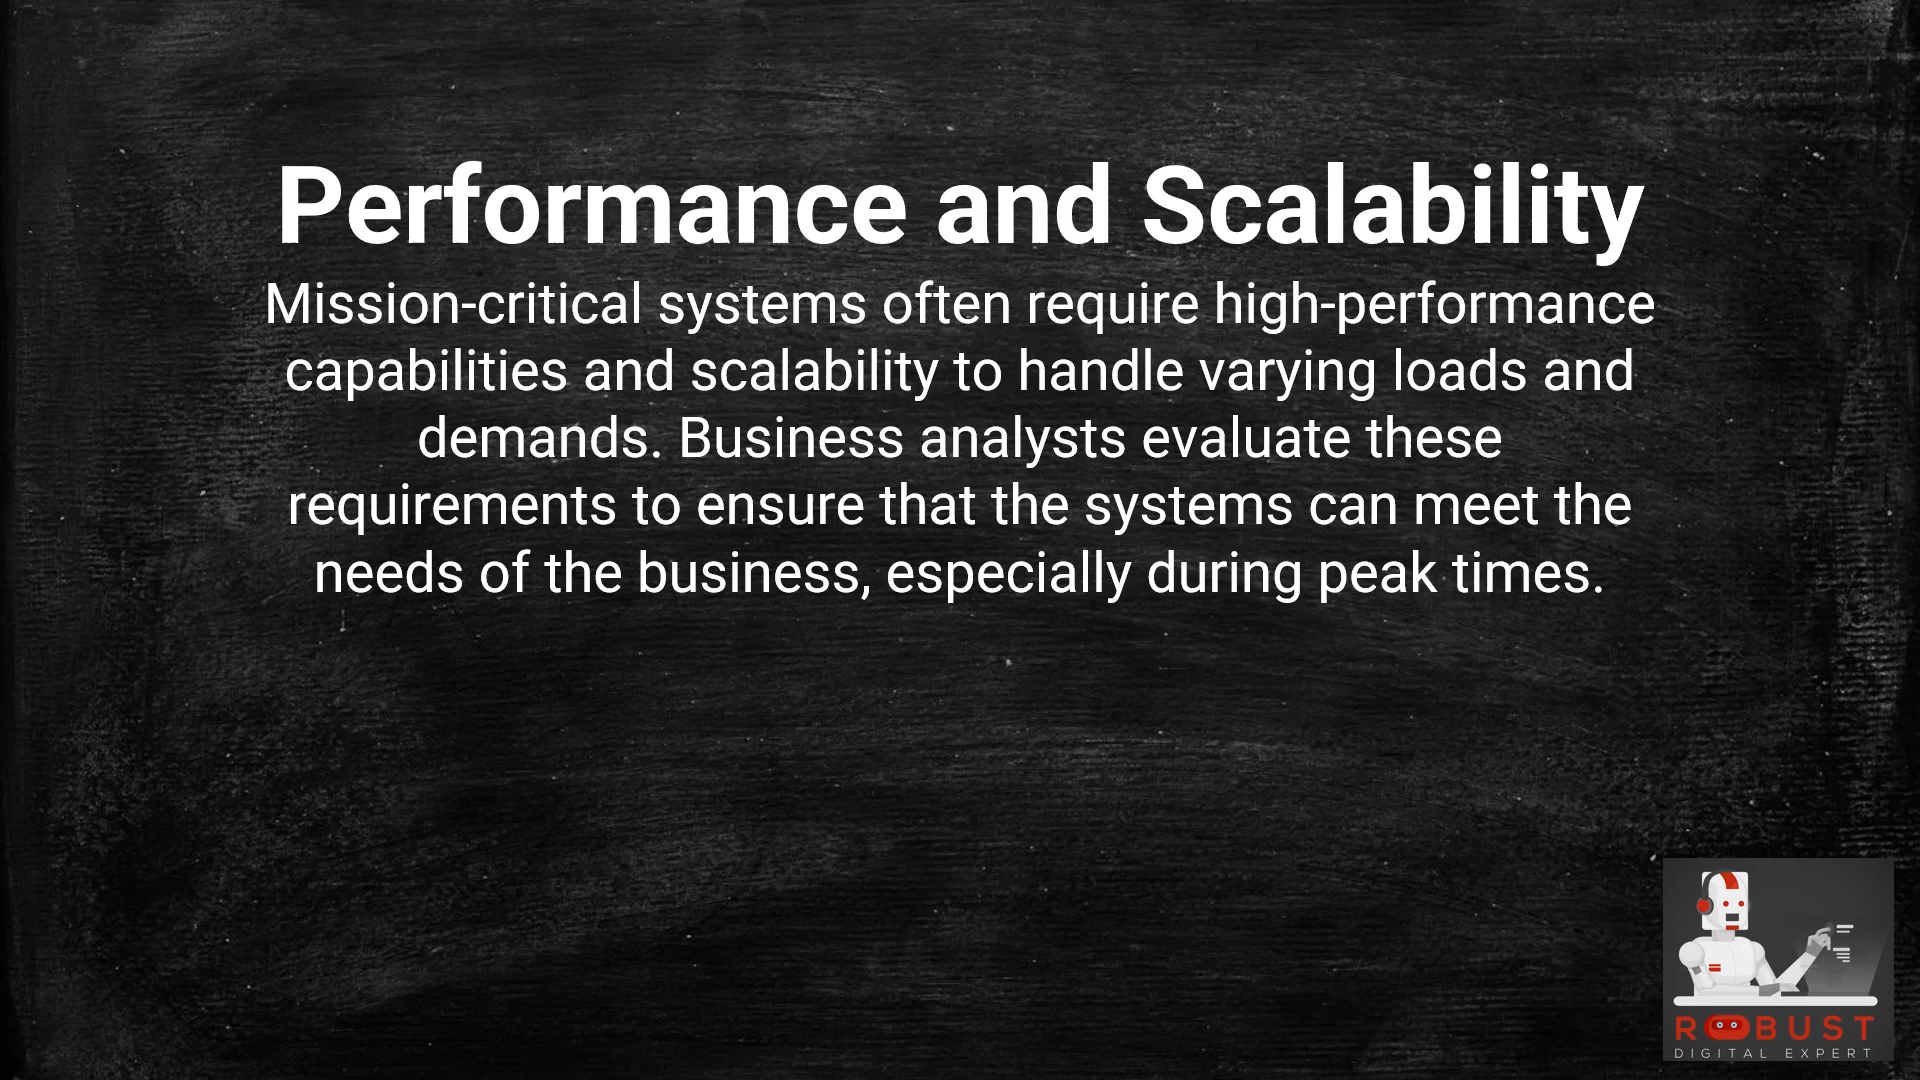 Performance and Scalability
Mission-critical systems often require high-performance
capabilities and scalability to handle varying loads and
demands. Business analysts evaluate these
requirements to ensure that the systems can meet the
needs of the business, especially during peak times.
ROBUST
DIGITAL EXPERT